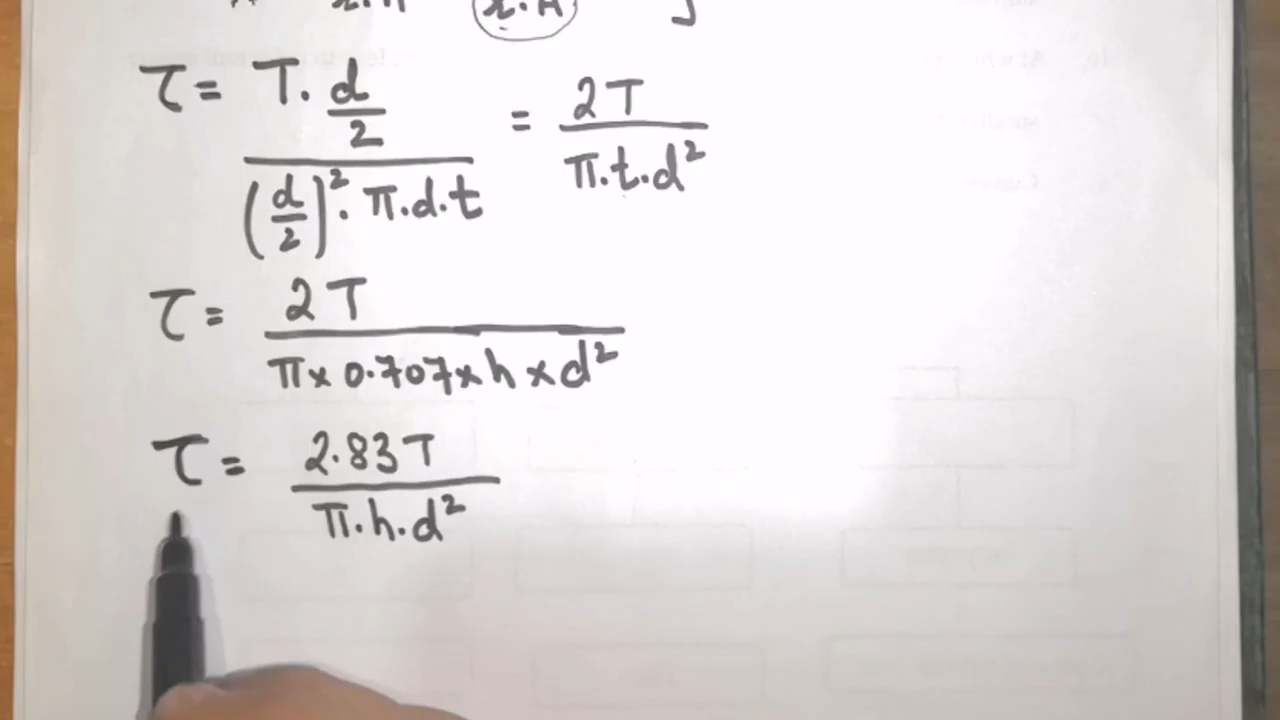 τ = T. d/2 / (d/2)². π.d.t = 2T / π.t.d²
τ = 2T / π × 0.707 × h × d²
τ = 2.83T / π.h.d²